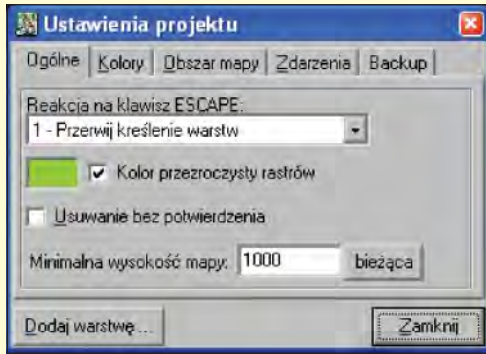 Ustawienia projektu
Ogólne Kolory Obszar mapy Zdarzenia Backup
Reakcja na klawisz ESCAPE:
1 - Przerwij kreślenie warstw
Kolor przezroczysty rastrów
Usuwanie bez potwierdzenia
Minimalna wysokość mapy: 1000 bieżąca
Dodaj warstwę ... Zamknij